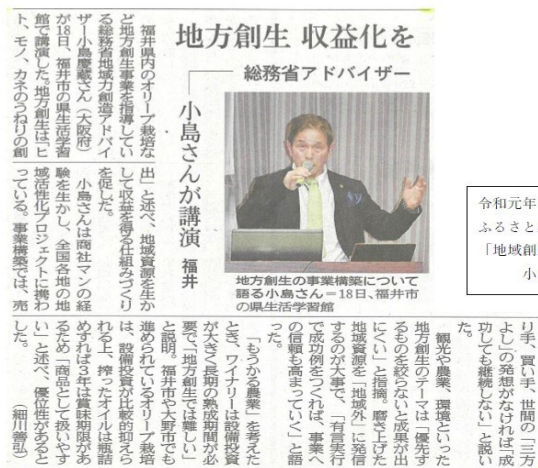 地方創生 収益化を
総務省アドバイザー
小島さんが講演 福井
福井県内のオリーブ栽培な
ど地方創生事業を指導してい
る総務省地域力創造アドバイ
ザー小島慶蔵さん（大阪府）
が18日、福井市の県生活学習
館で講演した。地方創生は「ヒ
ト、モノ、カネのうねりの創
出」と述べ、地域資源を生か
して収益を得る仕組みづくり
を促した。
小島さんは商社マンの経
験を生かし、全国各地の地
域活性化プロジェクトに携わ
っている。事業構築では、売
り手、買い手、世間の「三方
よし」の発想がなければ「成
功しても継続しない」と説い
た。
観光や農業、環境といった
地方創生のテーマは「優先す
るものを絞らないと成果が出
にくい」と指摘。磨き上げた
地域資源を「地域外」に発信
するのが大事で、「有言実行
で成功例をつくれば、事業へ
の信頼も高まっていく」と語
った。
「もうかる農業」を考えた
とき、ワイナリーは設備投資
が大きく長期の熟成期間が必
要で、「地方創生では難しい」
と説明。福井市や大野市でも
進められているオリーブ栽培
は、設備投資が比較的抑えら
れる上、搾ったオイルは瓶詰
めすれば3年は賞味期限があ
るため「商品として扱いやす
い」と述べ、優位性があると
した。 （細川善弘）
地方創生の事業構築について
語る小島さん＝18日、福井市
の県生活学習館
令和元年
ふるさと
「地域創
小